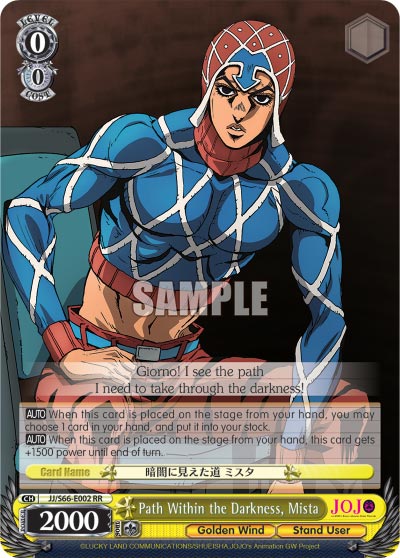 LEVEL
0
0
COST
SAMPLE
Giorno! I see the path
I need to take through the darkness!
AUTO When this card is placed on the stage from your hand, you may
choose 1 card in your hand, and put it into your stock.
AUTO When this card is placed on the stage from your hand, this card gets
+1500 power until end of turn.
Card Name
暗闇に見えた道 ミスタ
CH JJ/S66-E002 RR
POWER 2000 SOUL
Path Within the Darkness, Mista
JOJO
Golden Wind
Stand User
©LUCKY LAND COMMUNICATIONS/SHUEISHA,JOJO's Animation GW Project